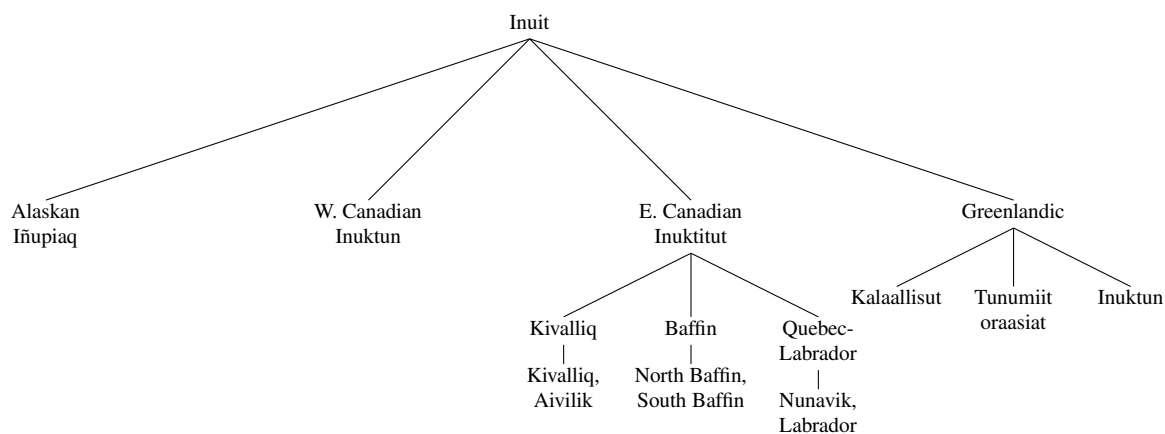 Inuit
Alaskan
Iñupiaq
W. Canadian
Inuktun
E. Canadian
Inuktitut
Greenlandic
Kivalliq
Kivalliq,
Aivilik
Baffin
North Baffin,
South Baffin
Quebec-
Labrador
Nunavik,
Labrador
Kalaallisut
Tunumiit
oraasiat
Inuktun